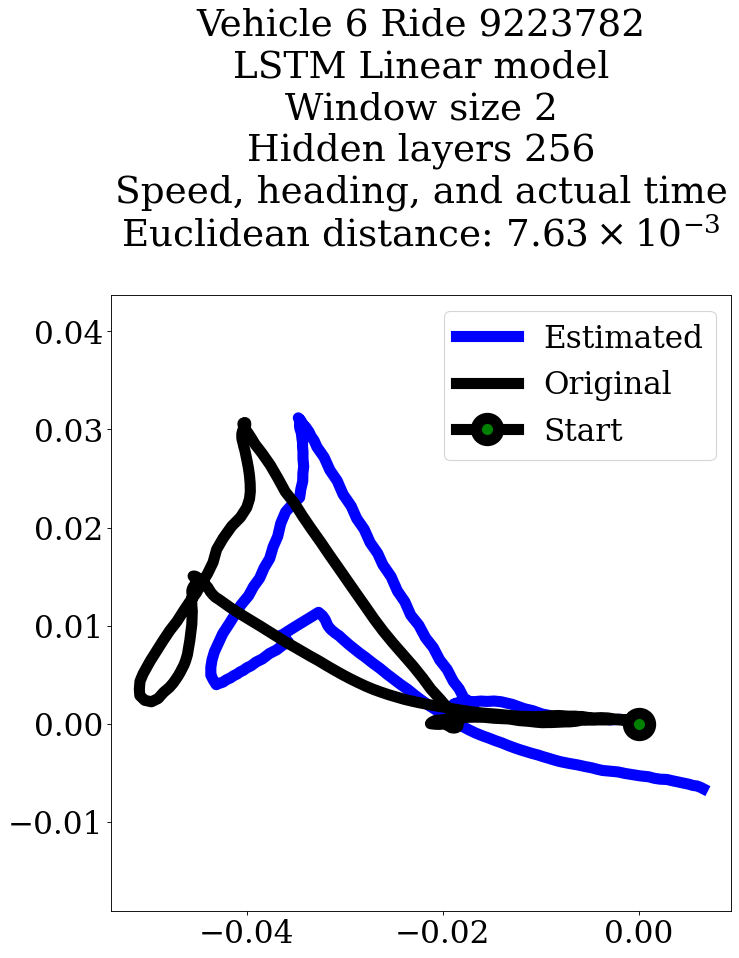 Vehicle 6 Ride 9223782
LSTM Linear model
Window size 2
Hidden layers 256
Speed, heading, and actual time
Euclidean distance: 7.63 × 10⁻³
Estimated
Original
Start
0.04
0.03
0.02
0.01
0.00
−0.01
−0.04
−0.02
0.00